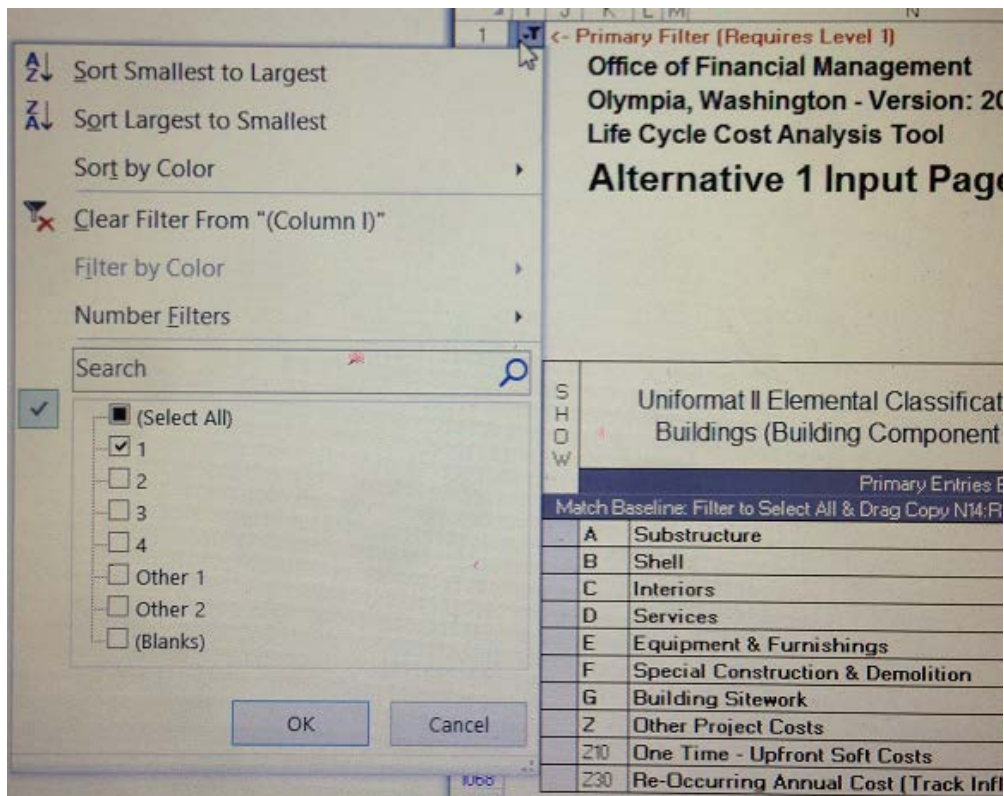 I J K L M N
1 <- Primary Filter (Requires Level 1)
Office of Financial Management
Olympia, Washington - Version: 20
Life Cycle Cost Analysis Tool
Alternative 1 Input Page
Sort Smallest to Largest
Sort Largest to Smallest
Sort by Color
Clear Filter From "(Column I)"
Filter by Color
Number Filters
Search
(Select All)
1
2
3
4
Other 1
Other 2
(Blanks)
OK Cancel
SHOW
Uniformat II Elemental Classificat
Buildings (Building Component
Primary Entries E
Match Baseline: Filter to Select All & Drag Copy N14:R
A Substructure
B Shell
C Interiors
D Services
E Equipment & Furnishings
F Special Construction & Demolition
G Building Sitework
Z Other Project Costs
Z10 One Time - Upfront Soft Costs
1068 Z30 Re-Occurring Annual Cost (Track Infl